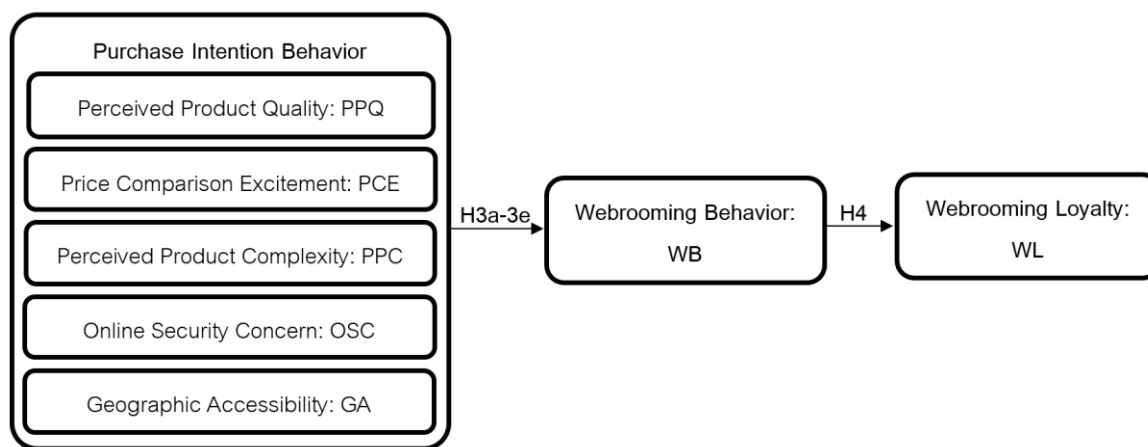 Purchase Intention Behavior
Perceived Product Quality: PPQ
Price Comparison Excitement: PCE
Perceived Product Complexity: PPC
Online Security Concern: OSC
Geographic Accessibility: GA
H3a-3e
Webrooming Behavior:
WB
H4
Webrooming Loyalty:
WL